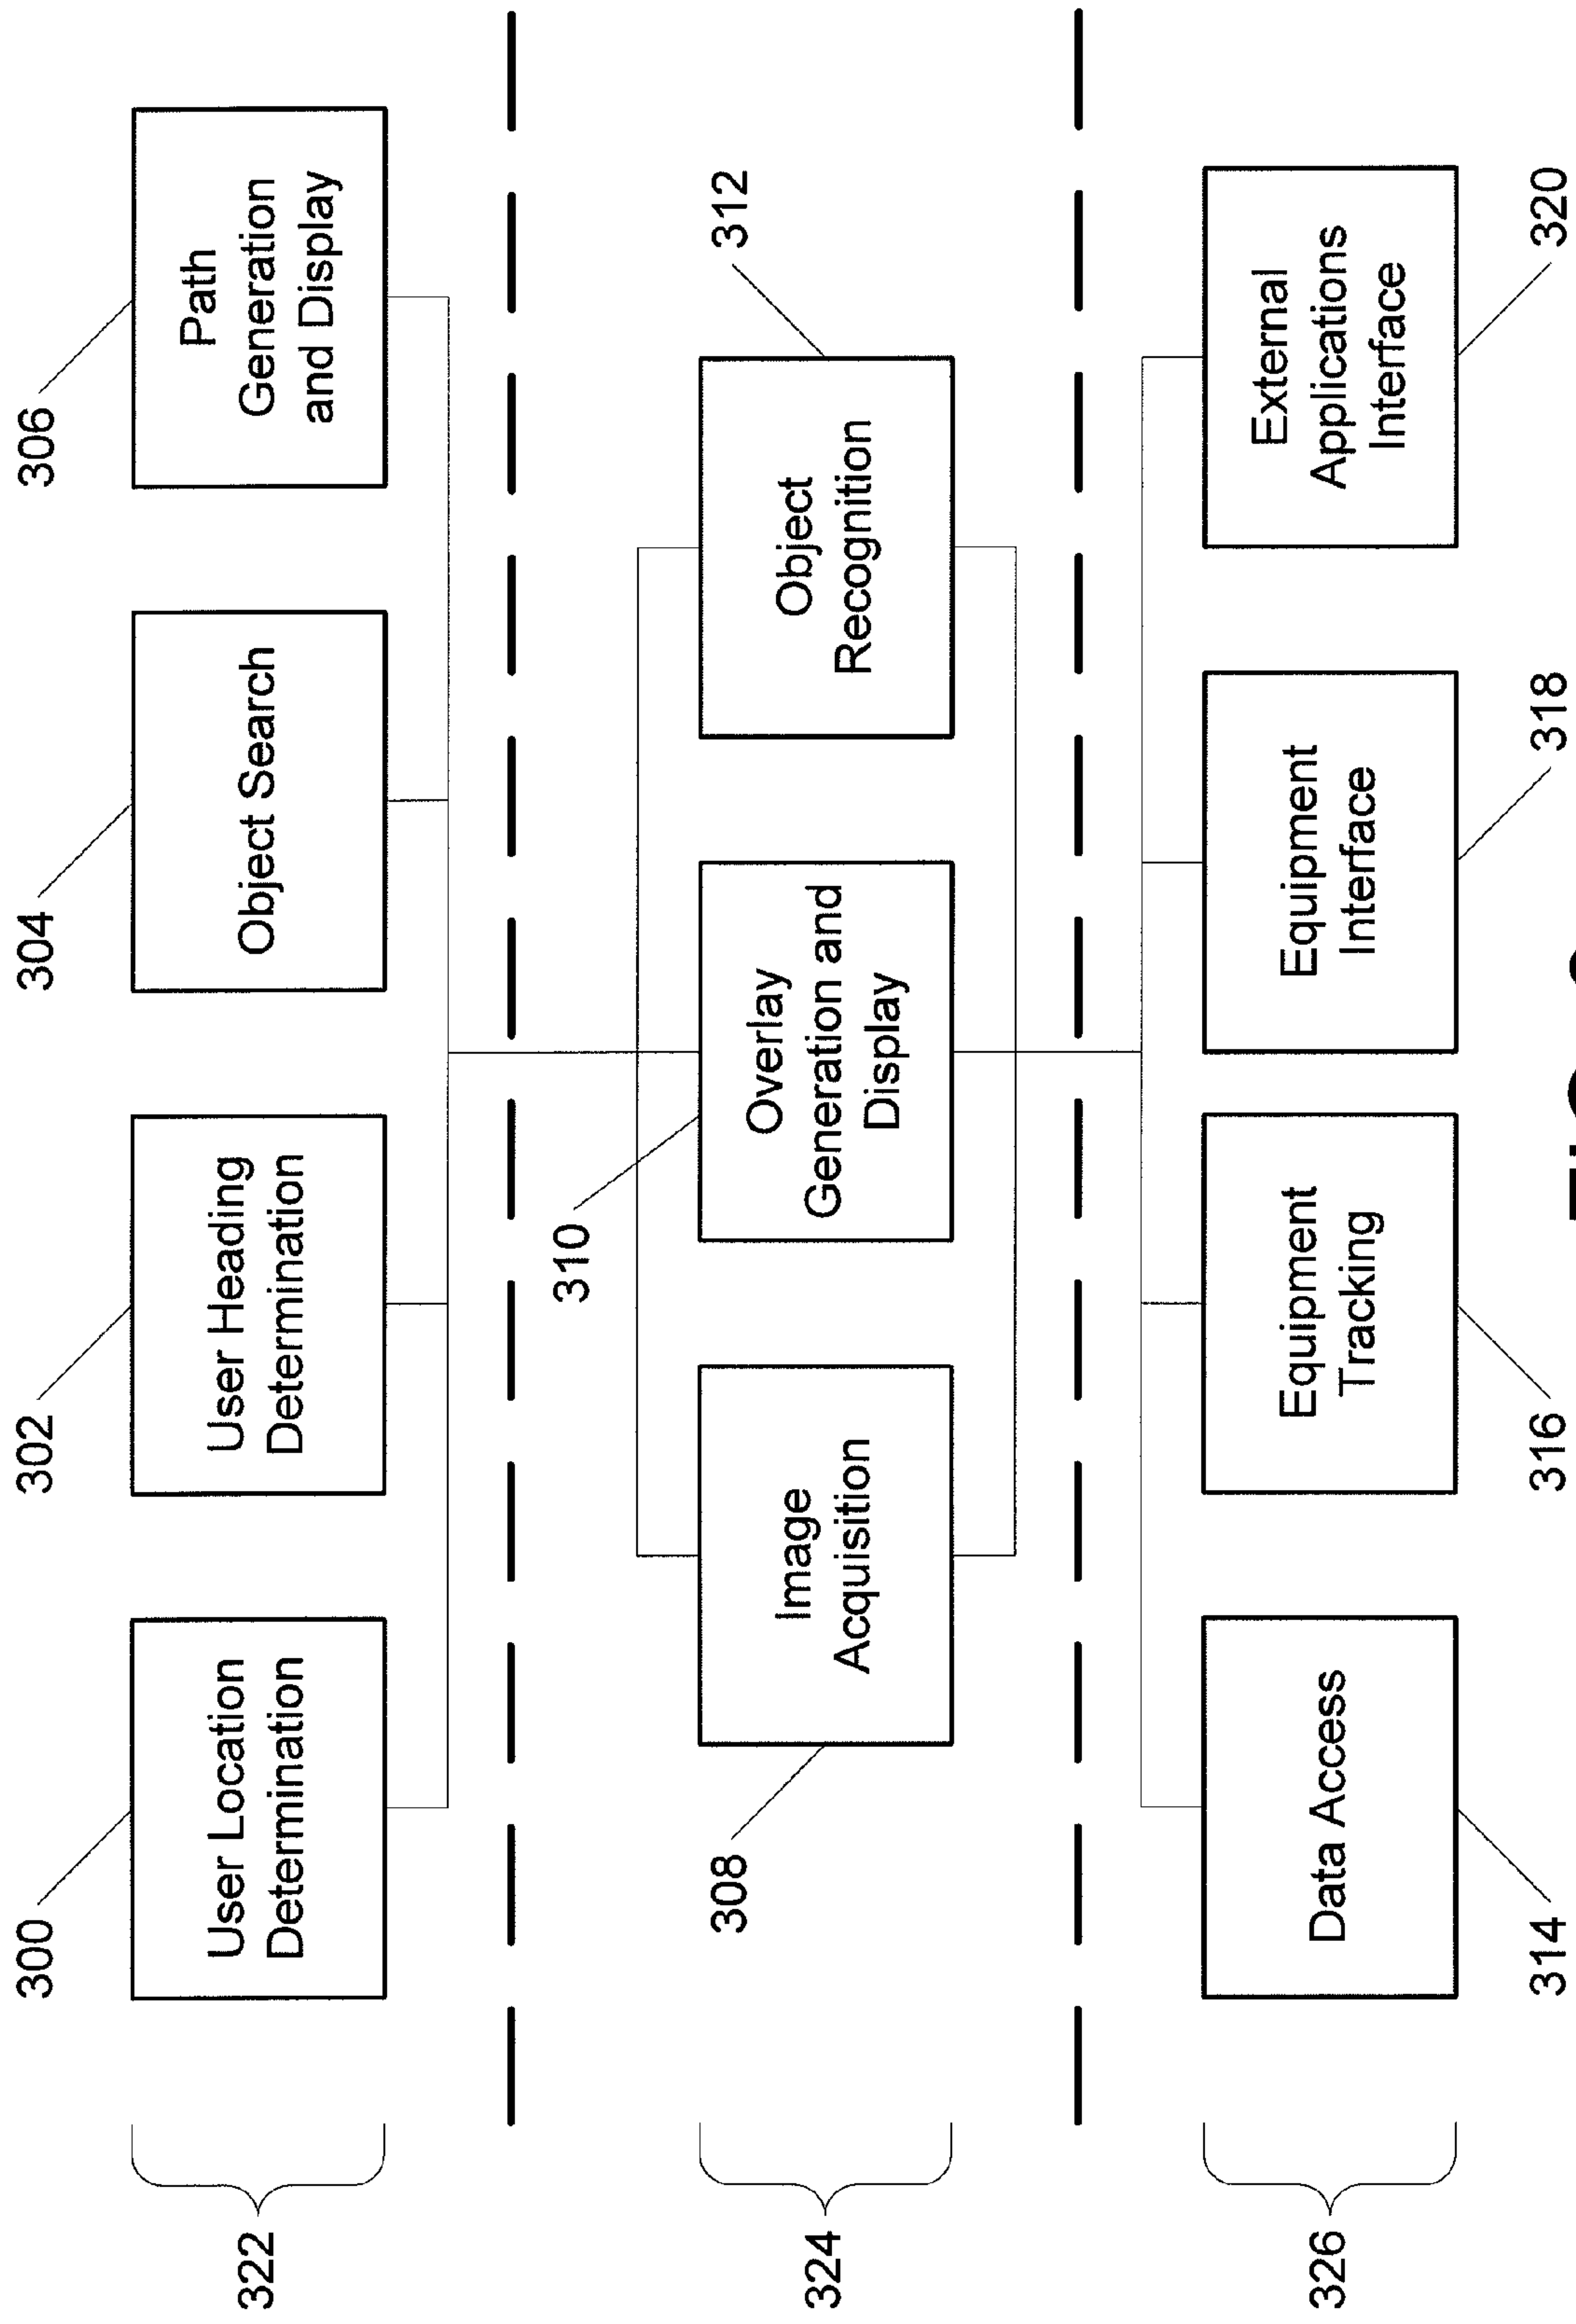 300
302
304
306
User Location
Determination
User Heading
Determination
Object Search
Path
Generation
and Display
322
310
308
312
Image
Acquisition
Overlay
Generation and
Display
Object
Recognition
324
Data Access
Equipment
Tracking
Equipment
Interface
External
Applications
Interface
326
314
316
318
320